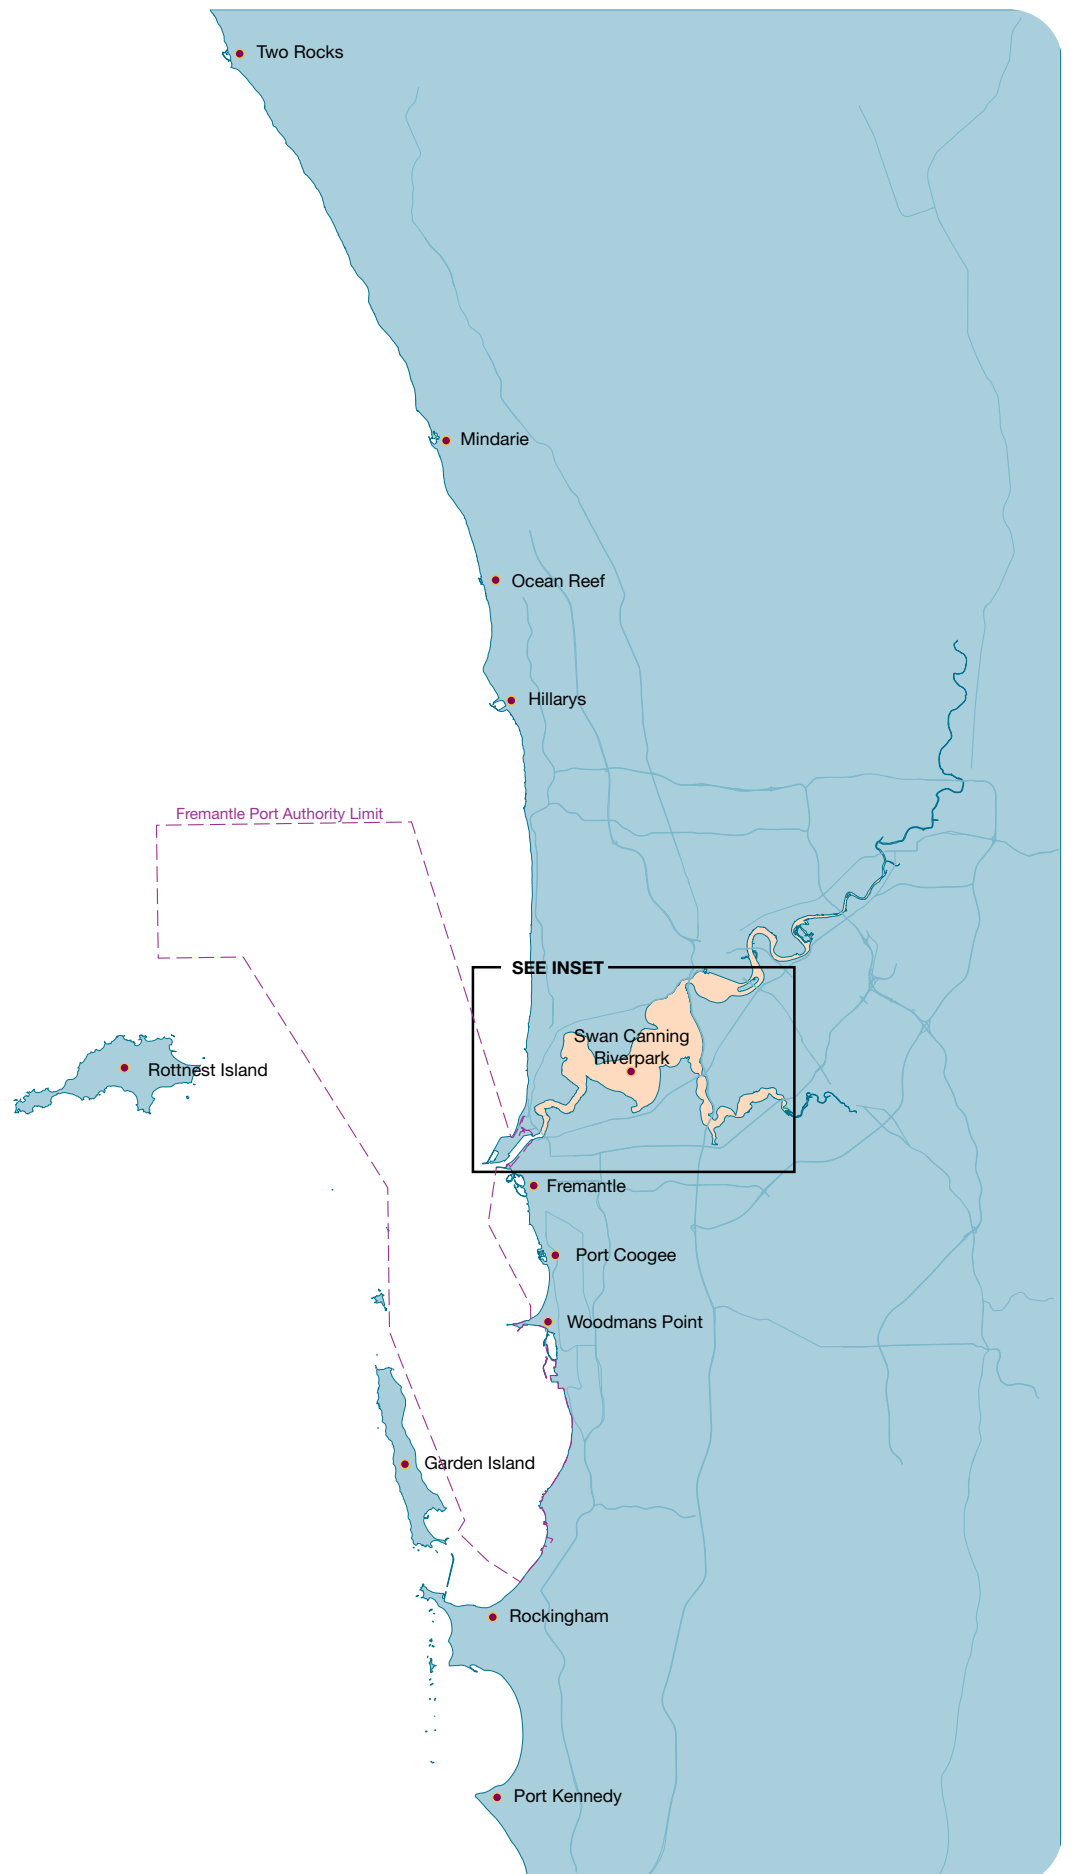 Two Rocks
Mindarie
Ocean Reef
Hillarys
Fremantle Port Authority Limit
SEE INSET
Swan Canning
Riverpark
Rottnest Island
Fremantle
Port Coogee
Woodmans Point
Garden Island
Rockingham
Port Kennedy